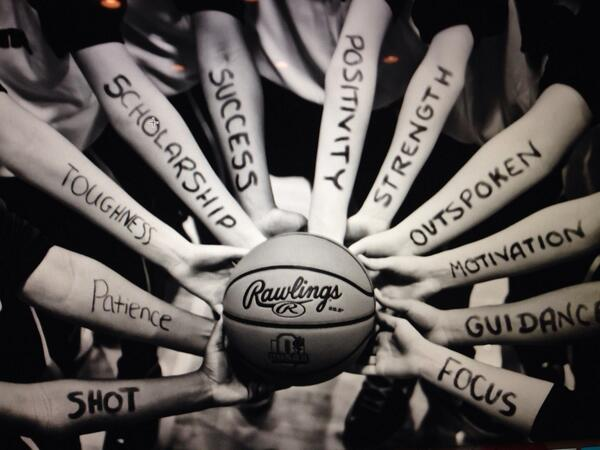 SCHOLARSHIP
SUCCESS
POSITIVITY
STRENGTH
OUTSPOKEN
MOTIVATION
GUIDANCE
FOCUS
TOUGHNESS
Patience
SHOT
Rawlings
R